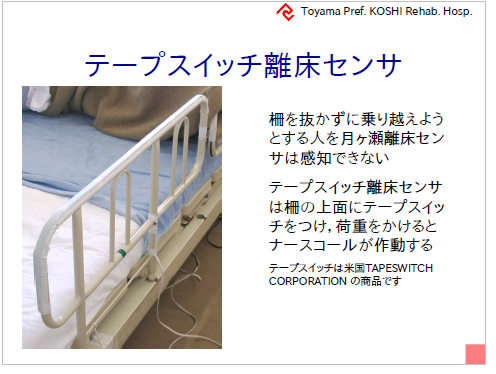 Toyama Pref. KOSHI Rehab. Hosp.
テープスイッチ離床センサ
柵を抜かずに乗り越えよう
とする人を月ヶ瀬離床セン
サは感知できない
テープスイッチ離床センサ
は柵の上面にテープスイッ
チをつけ，荷重をかけると
ナースコールが作動する
テープスイッチは米国TAPESWITCH
CORPORATION の商品です